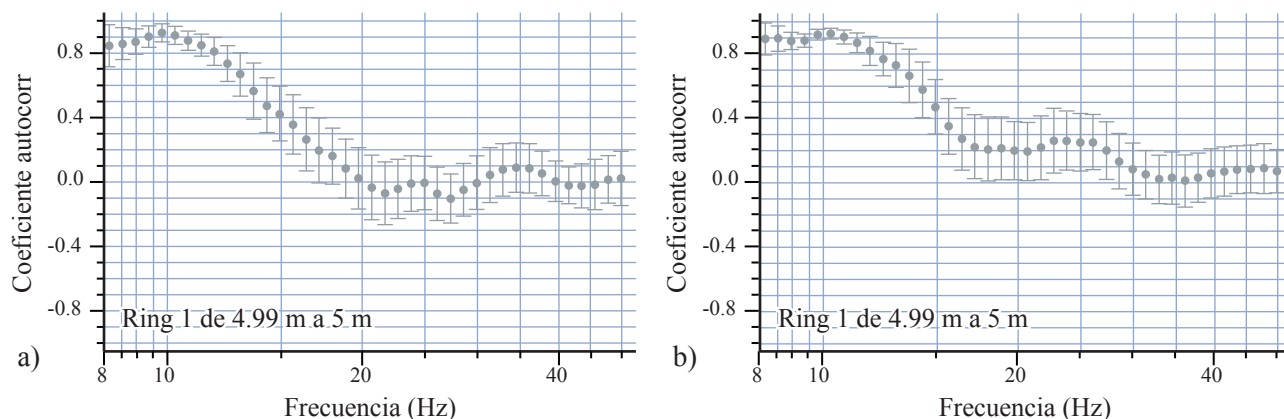 Coeficiente autocorr
0.8
0.4
0.0
-0.4
-0.8
Ring 1 de 4.99 m a 5 m
a)
8 10 20 40
Frecuencia (Hz)
Coeficiente autocorr
0.8
0.4
0.0
-0.4
-0.8
Ring 1 de 4.99 m a 5 m
b)
8 10 20 40
Frecuencia (Hz)